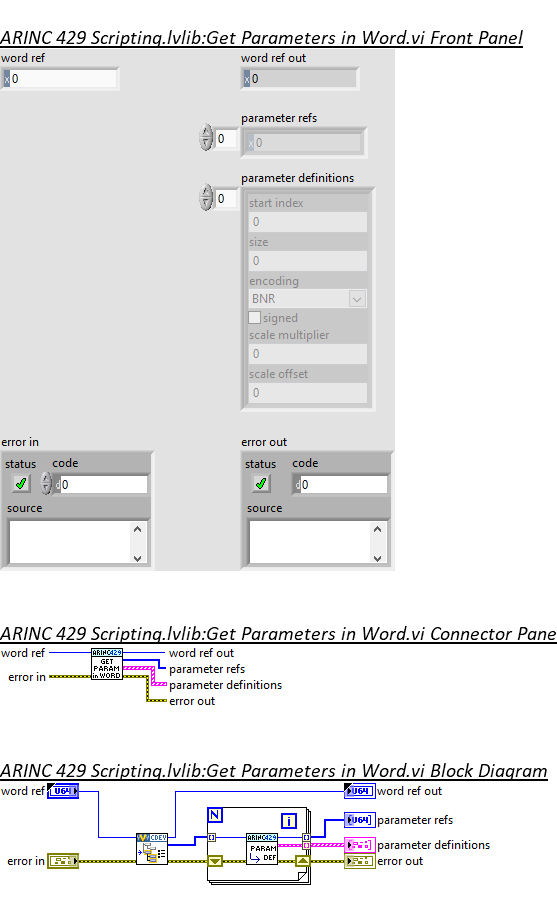 ARINC 429 Scripting.lvlib:Get Parameters in Word.vi Front Panel
word ref
word ref out
x 0
x 0
parameter refs
0
x 0
parameter definitions
0
start index
0
size
0
encoding
BNR
signed
scale multiplier
0
scale offset
0
error in
error out
status code
status code
d 0
d 0
source
source
ARINC 429 Scripting.lvlib:Get Parameters in Word.vi Connector Pane
word ref
ARINC429
word ref out
GET
parameter refs
PARAM
error in
in WORD
parameter definitions
error out
ARINC 429 Scripting.lvlib:Get Parameters in Word.vi Block Diagram
word ref
U64
U64
word ref out
N
i
U64
parameter refs
V CDEV
ARINC429
PARAM
DEF
parameter definitions
error in
error out